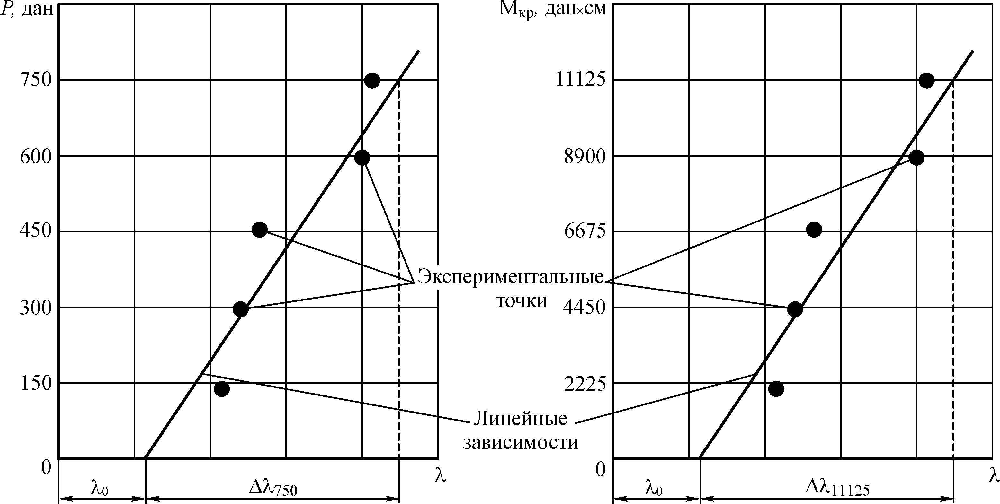 P, дан
750
600
450
300
150
0
λ
λ0
Δλ750
Mкр, дан×см
11125
8900
6675
4450
2225
0
λ
λ0
Δλ11125
Экспериментальные
точки
Линейные
зависимости